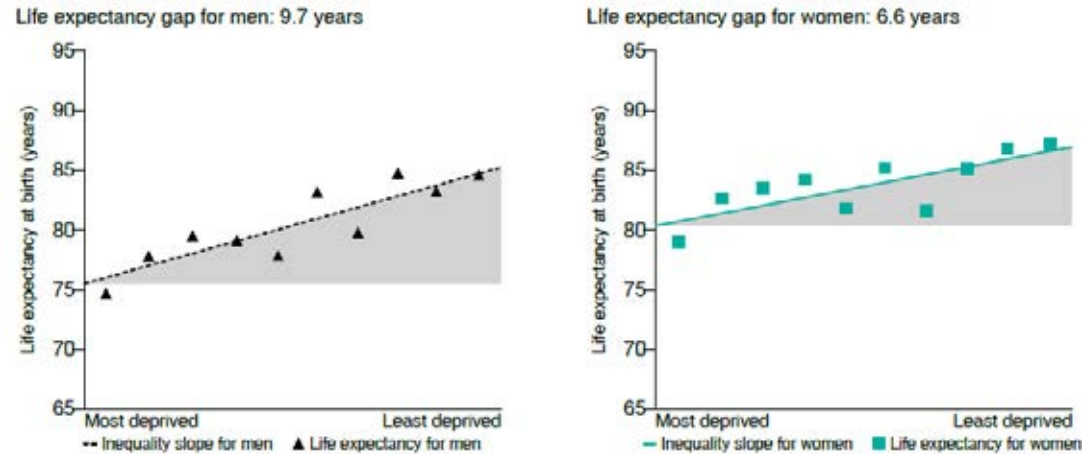 Life expectancy gap for men: 9.7 years
95
90
85
80
75
70
65
Life expectancy at birth (years)
Most deprived Least deprived
Inequality slope for men Life expectancy for men
Life expectancy gap for women: 6.6 years
95
90
85
80
75
70
65
Life expectancy at birth (years)
Most deprived Least deprived
Inequality slope for women Life expectancy for women